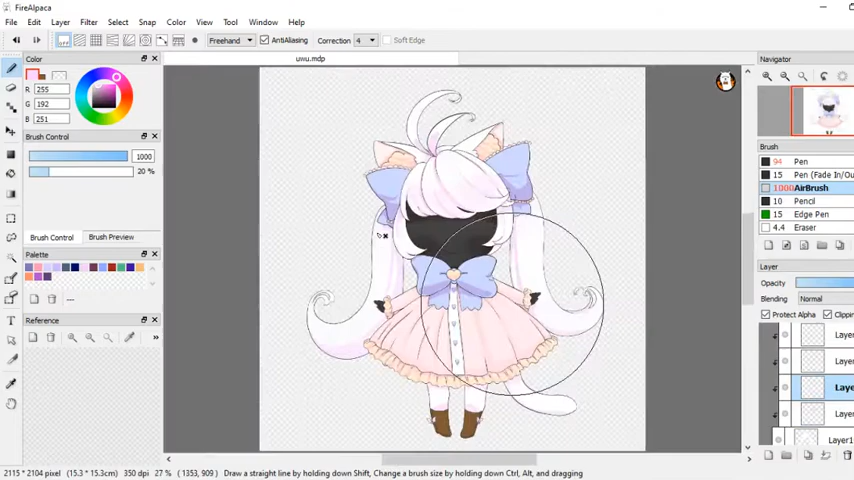 FireAlpaca
File Edit Layer Filter Select Snap Color View Tool Window Help
Freehand AntiAliasing Correction 4 Soft Edge
Color
uwu.mdp
Navigator
R 255
G 192
B 251
Brush Control
1000
20 %
Brush
94 Pen
15 Pen (Fade In/Ou
1000 AirBrush
10 Pencil
15 Edge Pen
4.4 Eraser
Brush Control Brush Preview
Palette
---
Layer
Opacity
Blending Normal
Protect Alpha Clippin
Reference
»
Laye
Laye
Laye
Laye
Layer1
2115 * 2104 pixel (15.3 * 15.3cm) 350 dpi 27 % ( 1353, 909 ) Draw a straight line by holding down Shift, Change a brush size by holding down Ctrl, Alt, and dragging